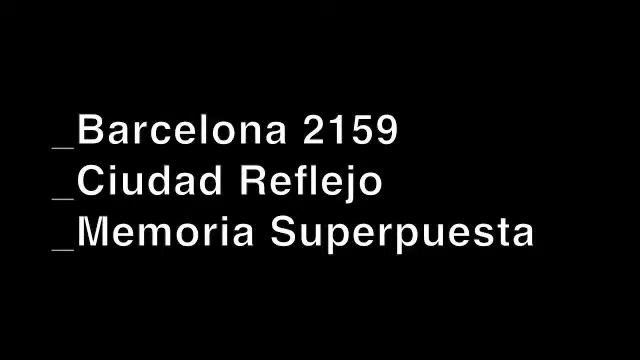 _Barcelona 2159
_Ciudad Reflejo
_Memoria Superpuesta